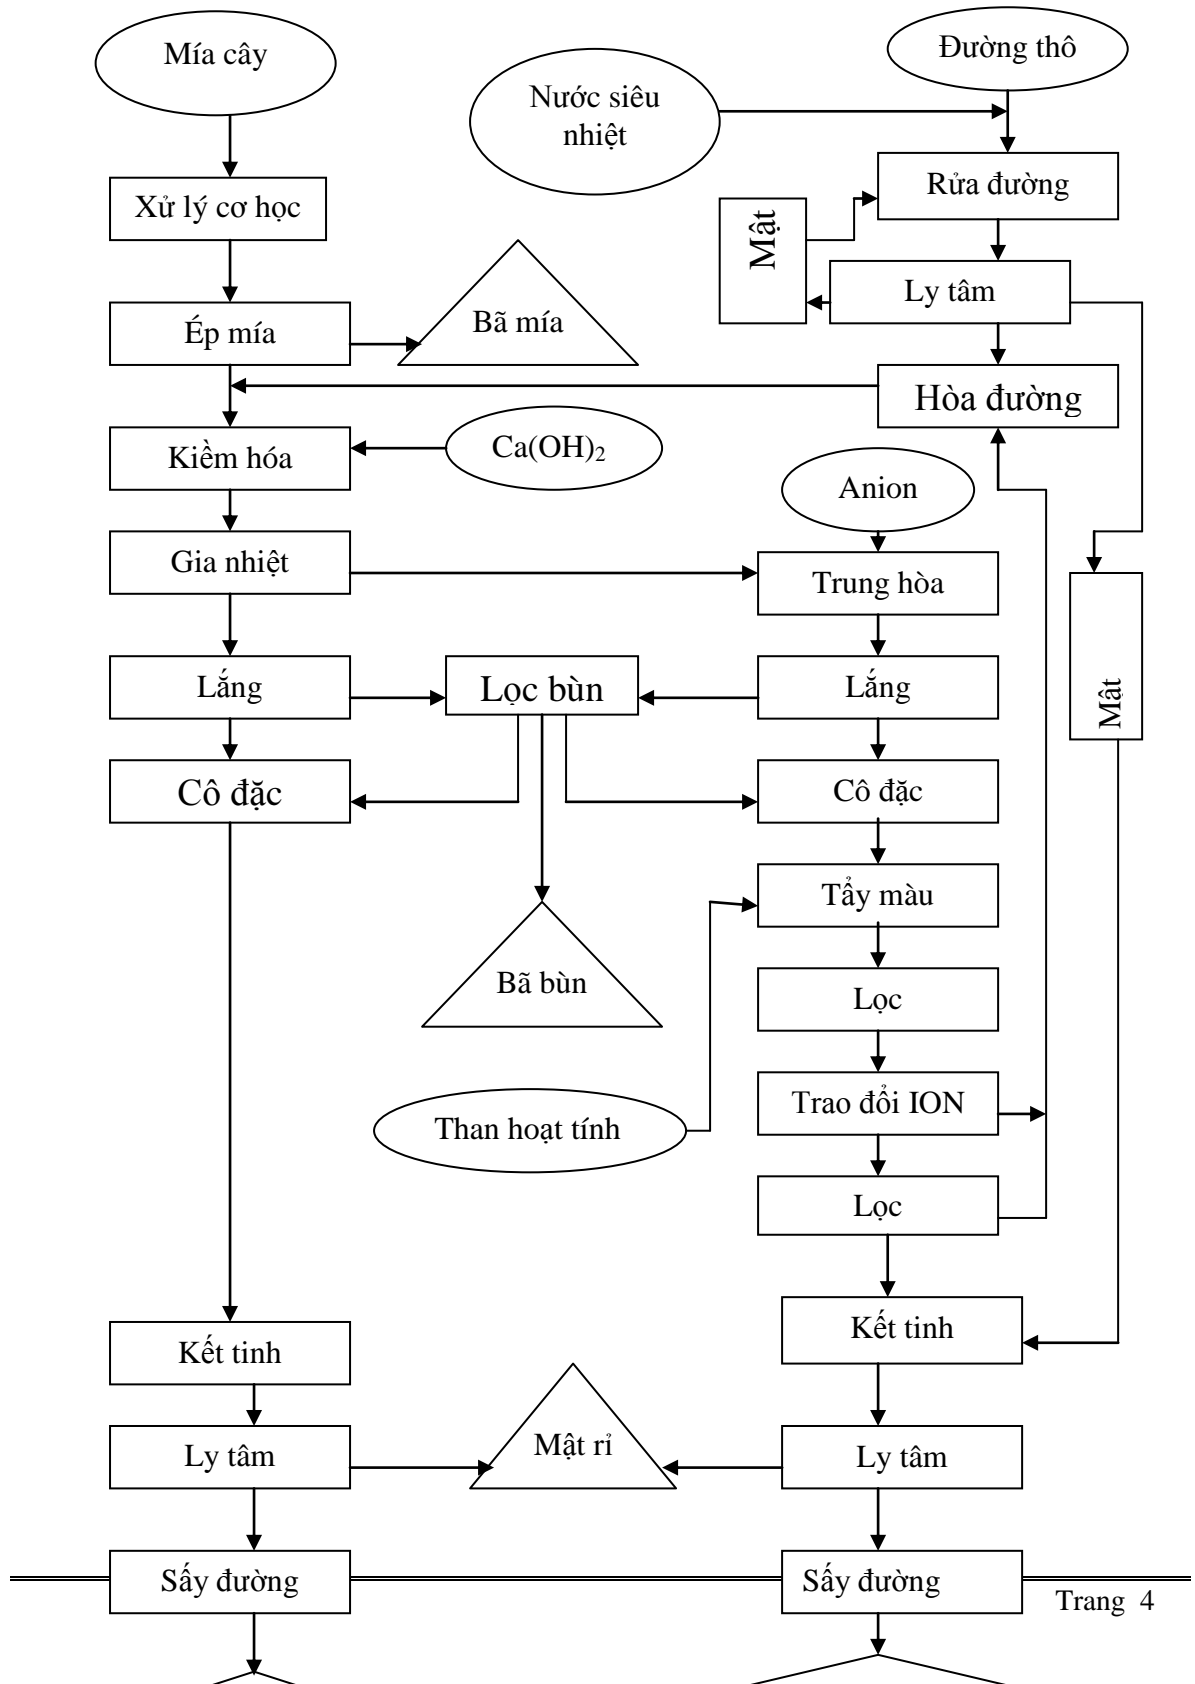 Mía cây
Đường thô
Nước siêu
nhiệt
Rửa đường
Xử lý cơ học
Mật
Ly tâm
Ép mía
Bã mía
Hòa đường
Kiềm hóa
Ca(OH)₂
Anion
Gia nhiệt
Trung hòa
Lắng
Lọc bùn
Lắng
Mật
Cô đặc
Cô đặc
Tẩy màu
Bã bùn
Lọc
Than hoạt tính
Trao đổi ION
Lọc
Kết tinh
Kết tinh
Ly tâm
Mật rỉ
Ly tâm
Sấy đường
Sấy đường
Trang 4